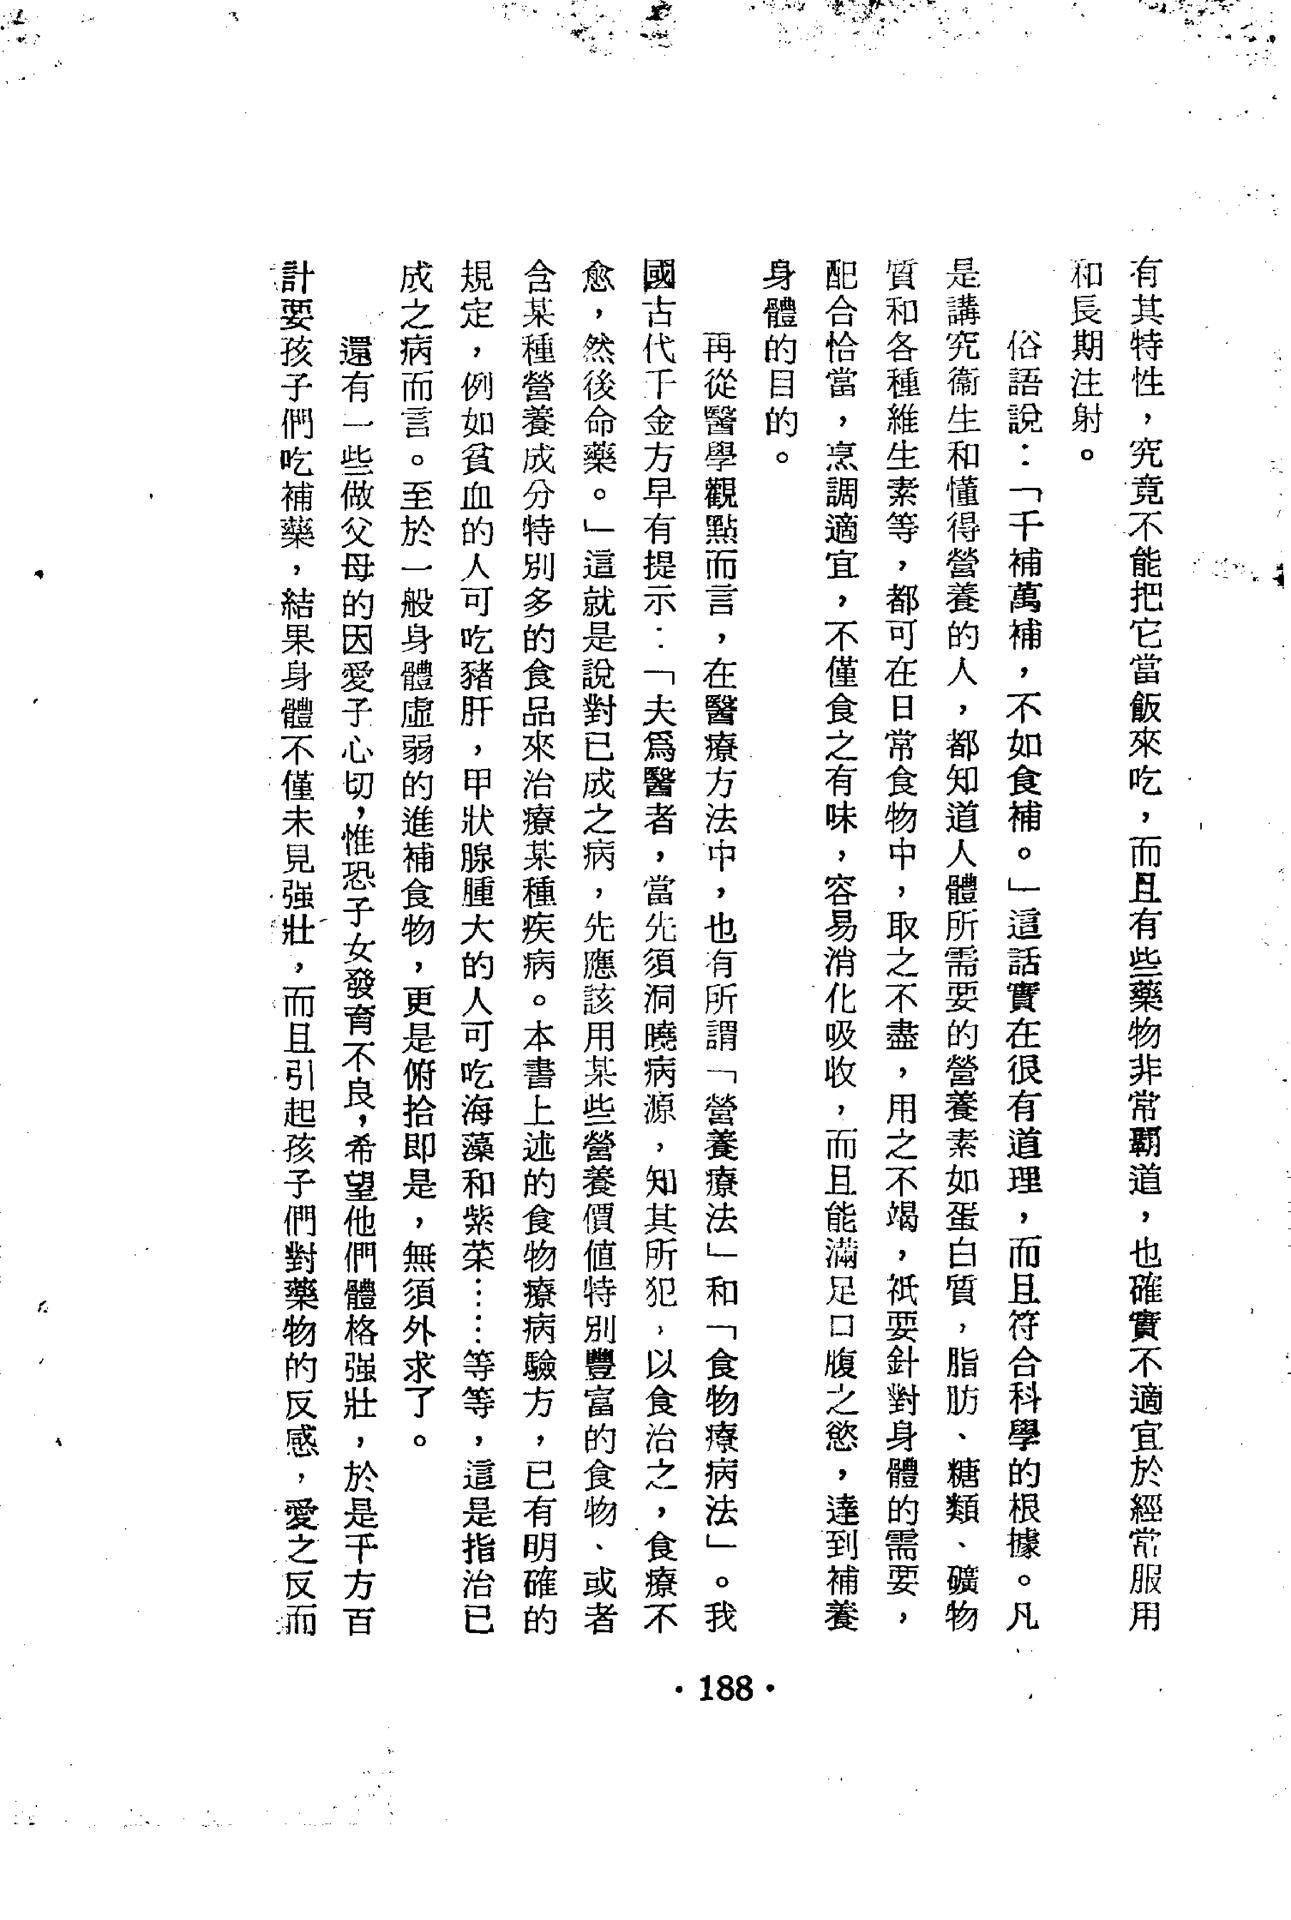 有其特性，究竟不能把它當飯來吃，而且有些藥物非常霸道，也確實不適宜於經常服用
和長期注射。
俗語說：「千補萬補，不如食補。」這話實在很有道理，而且符合科學的根據。凡
是講究衞生和懂得營養的人，都知道人體所需要的營養素如蛋白質，脂肪、糖類、礦物
質和各種維生素等，都可在日常食物中，取之不盡，用之不竭，祇要針對身體的需要，
配合恰當，烹調適宜，不僅食之有味，容易消化吸收，而且能滿足口腹之慾，達到補養
身體的目的。
再從醫學觀點而言，在醫療方法中，也有所謂「營養療法」和「食物療病法」。我
國古代千金方早有提示：「夫爲醫者，當先須洞曉病源，知其所犯，以食治之，食療不
愈，然後命藥。」這就是說對已成之病，先應該用某些營養價値特別豐富的食物、或者
含某種營養成分特別多的食品來治療某種疾病。本書上述的食物療病驗方，已有明確的
規定，例如貧血的人可吃豬肝，甲狀腺腫大的人可吃海藻和紫菜……等等，這是指治已
成之病而言。至於一般身體虛弱的進補食物，更是俯拾即是，無須外求了。
還有一些做父母的因愛子心切，惟恐子女發育不良，希望他們體格强壯，於是千方百
計要孩子們吃補藥，結果身體不僅未見强壯，而且引起孩子們對藥物的反感，愛之反而
·188·